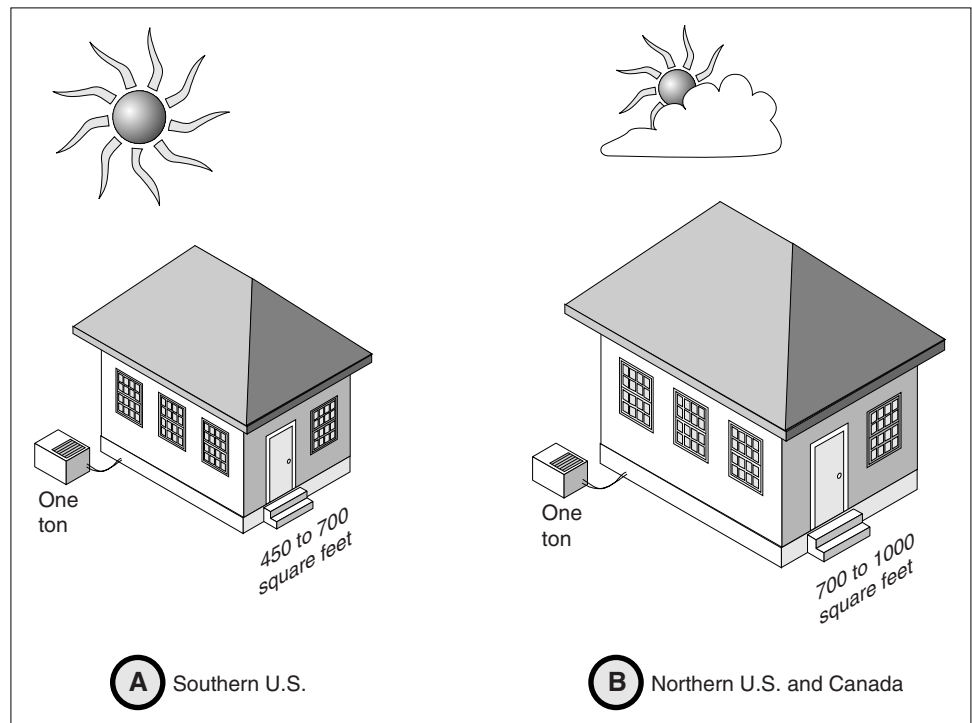 One
ton
450 to 700
square feet
A Southern U.S.
One
ton
700 to 1000
square feet
B Northern U.S. and Canada